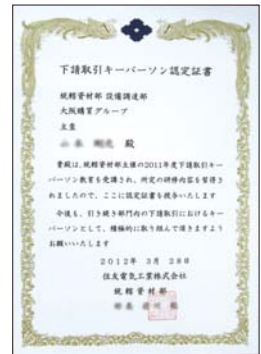 下請取引キーパーソン認定証書
統轄資材部 設備調達部
大阪購買グループ
主査
殿
貴殿は、統轄資材部主催の2011年度下請取引キー
パーソン教育を受講され、所定の研修内容を習得さ
れましたので、ここに認定証書を授与いたします
今後も、引き続き部門内の下請取引におけるキー
パーソンとして、積極的に取り組んで頂きますよう
お願いいたします
2012年 3月 28日
住友電気工業株式会社
統轄資材部